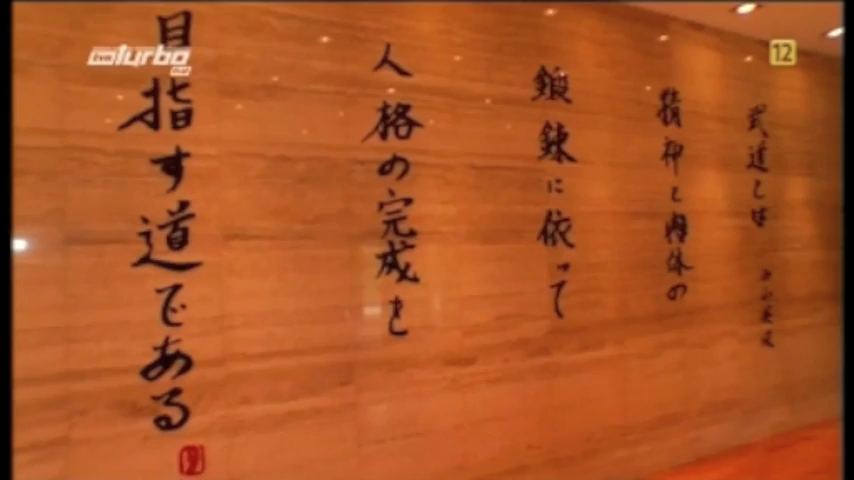 武道とは
精神と肉体の
鍛錬に依って
人格の完成を
目指す道である
tvn turbo
12